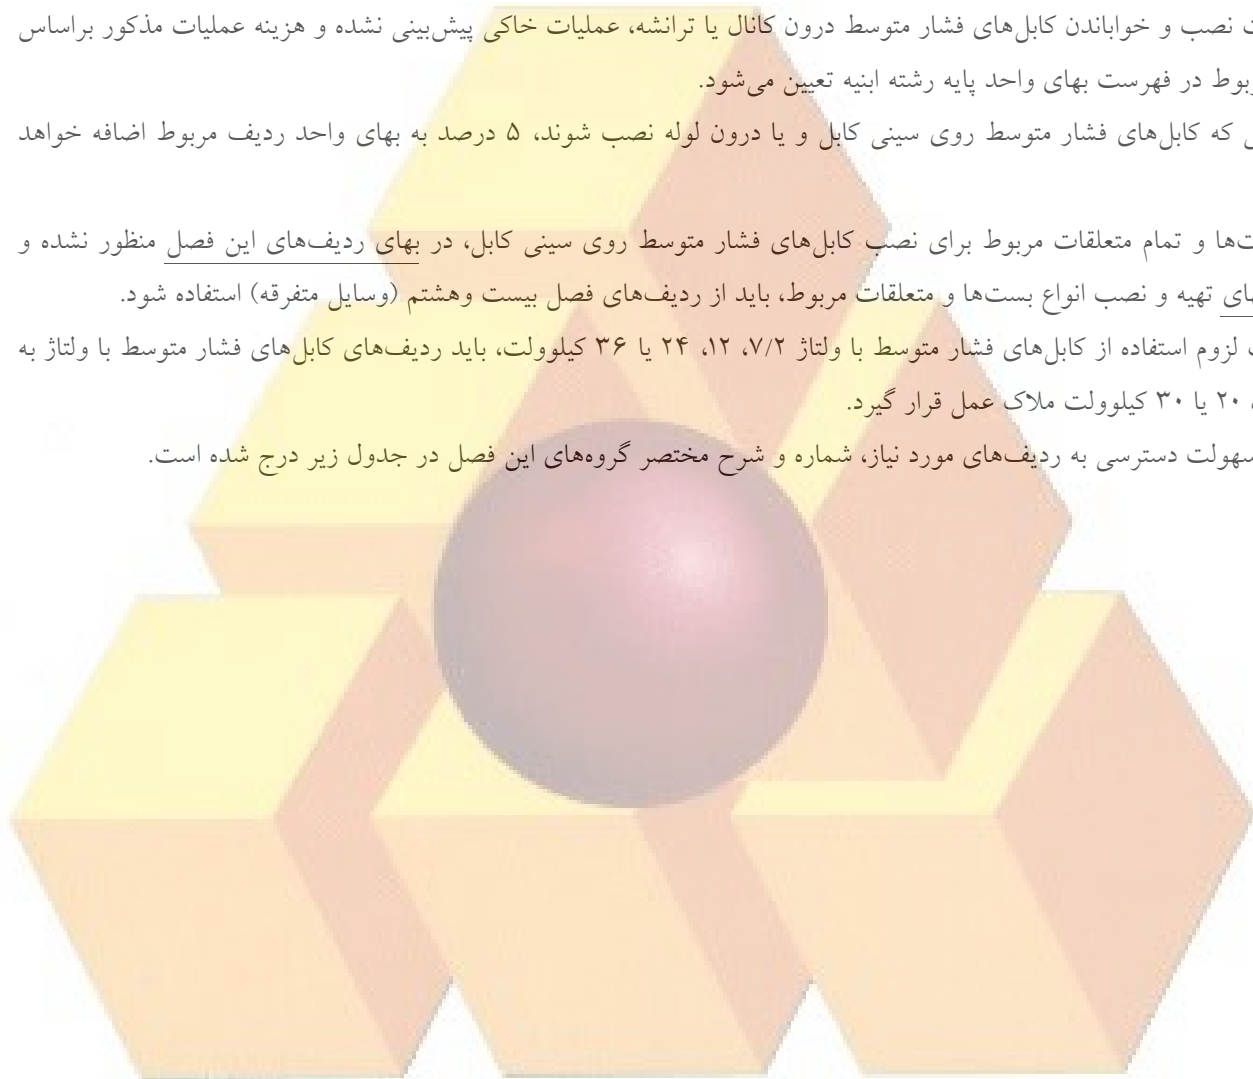 ت نصب و خواباندن کابل‌های فشار متوسط درون کانال یا ترانشه، عملیات خاکی پیش‌بینی نشده و هزینه عملیات مذکور براساس
بوط در فهرست بهای واحد پایه رشته ابنیه تعیین می‌شود.
که کابل‌های فشار متوسط روی سینی کابل و یا درون لوله نصب شوند، ۵ درصد به بهای واحد ردیف مربوط اضافه خواهد
ت‌ها و تمام متعلقات مربوط برای نصب کابل‌های فشار متوسط روی سینی کابل، در بهای ردیف‌های این فصل منظور نشده و
های تهیه و نصب انواع بست‌ها و متعلقات مربوط، باید از ردیف‌های فصل بیست وهشتم (وسایل متفرقه) استفاده شود.
لزوم استفاده از کابل‌های فشار متوسط با ولتاژ ۷/۲، ۱۲، ۲۴ یا ۳۶ کیلوولت، باید ردیف‌های کابل‌های فشار متوسط با ولتاژ به
، ۲۰ یا ۳۰ کیلوولت ملاک عمل قرار گیرد.
سهولت دسترسی به ردیف‌های مورد نیاز، شماره و شرح مختصر گروه‌های این فصل در جدول زیر درج شده است.